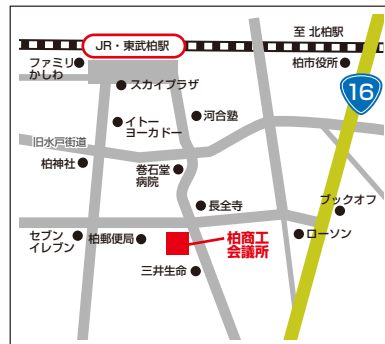 至 北柏駅
JR・東武柏駅
ファミリ
かしわ
柏市役所
スカイプラザ
16
イトー
ヨーカドー
河合塾
旧水戸街道
柏神社
巻石堂
病院
長全寺
ブックオフ
セブン
イレブン
柏郵便局
柏商工
会議所
ローソン
三井生命